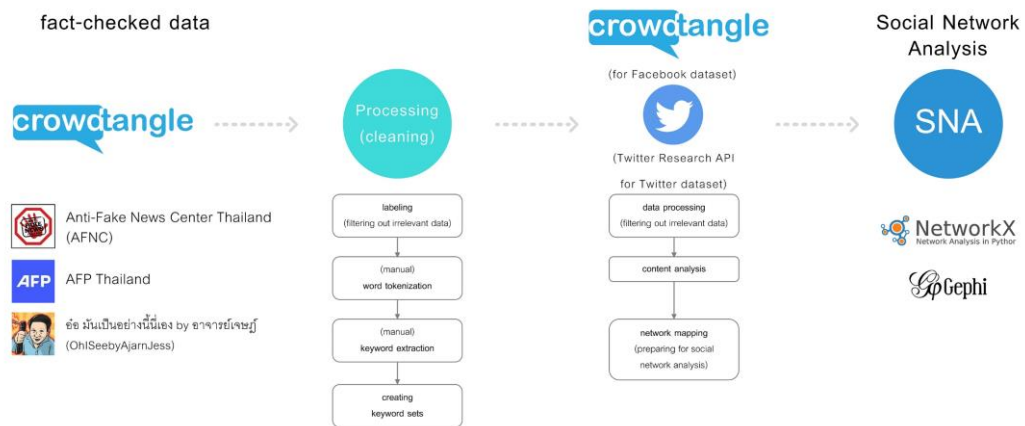 fact-checked data
crowdtangle
Anti-Fake News Center Thailand
(AFNC)
AFP
AFP Thailand
อ๋อ มันเป็นอย่างนี้นี่เอง by อาจารย์เจษฎ์
(OhISeebyAjarnJess)
Processing
(cleaning)
labeling
(filtering out irrelevant data)
(manual)
word tokenization
(manual)
keyword extraction
creating
keyword sets
crowdtangle
(for Facebook dataset)
(Twitter Research API
for Twitter dataset)
data processing
(filtering out irrelevant data)
content analysis
network mapping
(preparing for social
network analysis)
Social Network
Analysis
SNA
NetworkX
Network Analysis in Python
Gephi